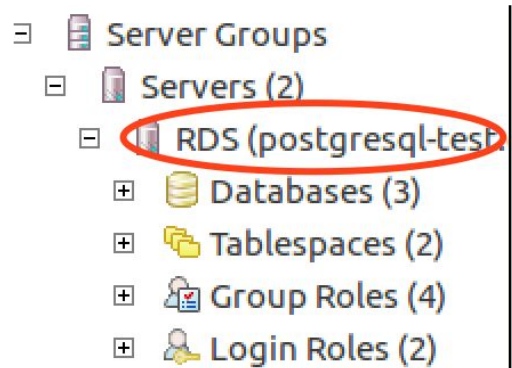 Server Groups
Servers (2)
RDS (postgresql-test.
Databases (3)
Tablespaces (2)
Group Roles (4)
Login Roles (2)